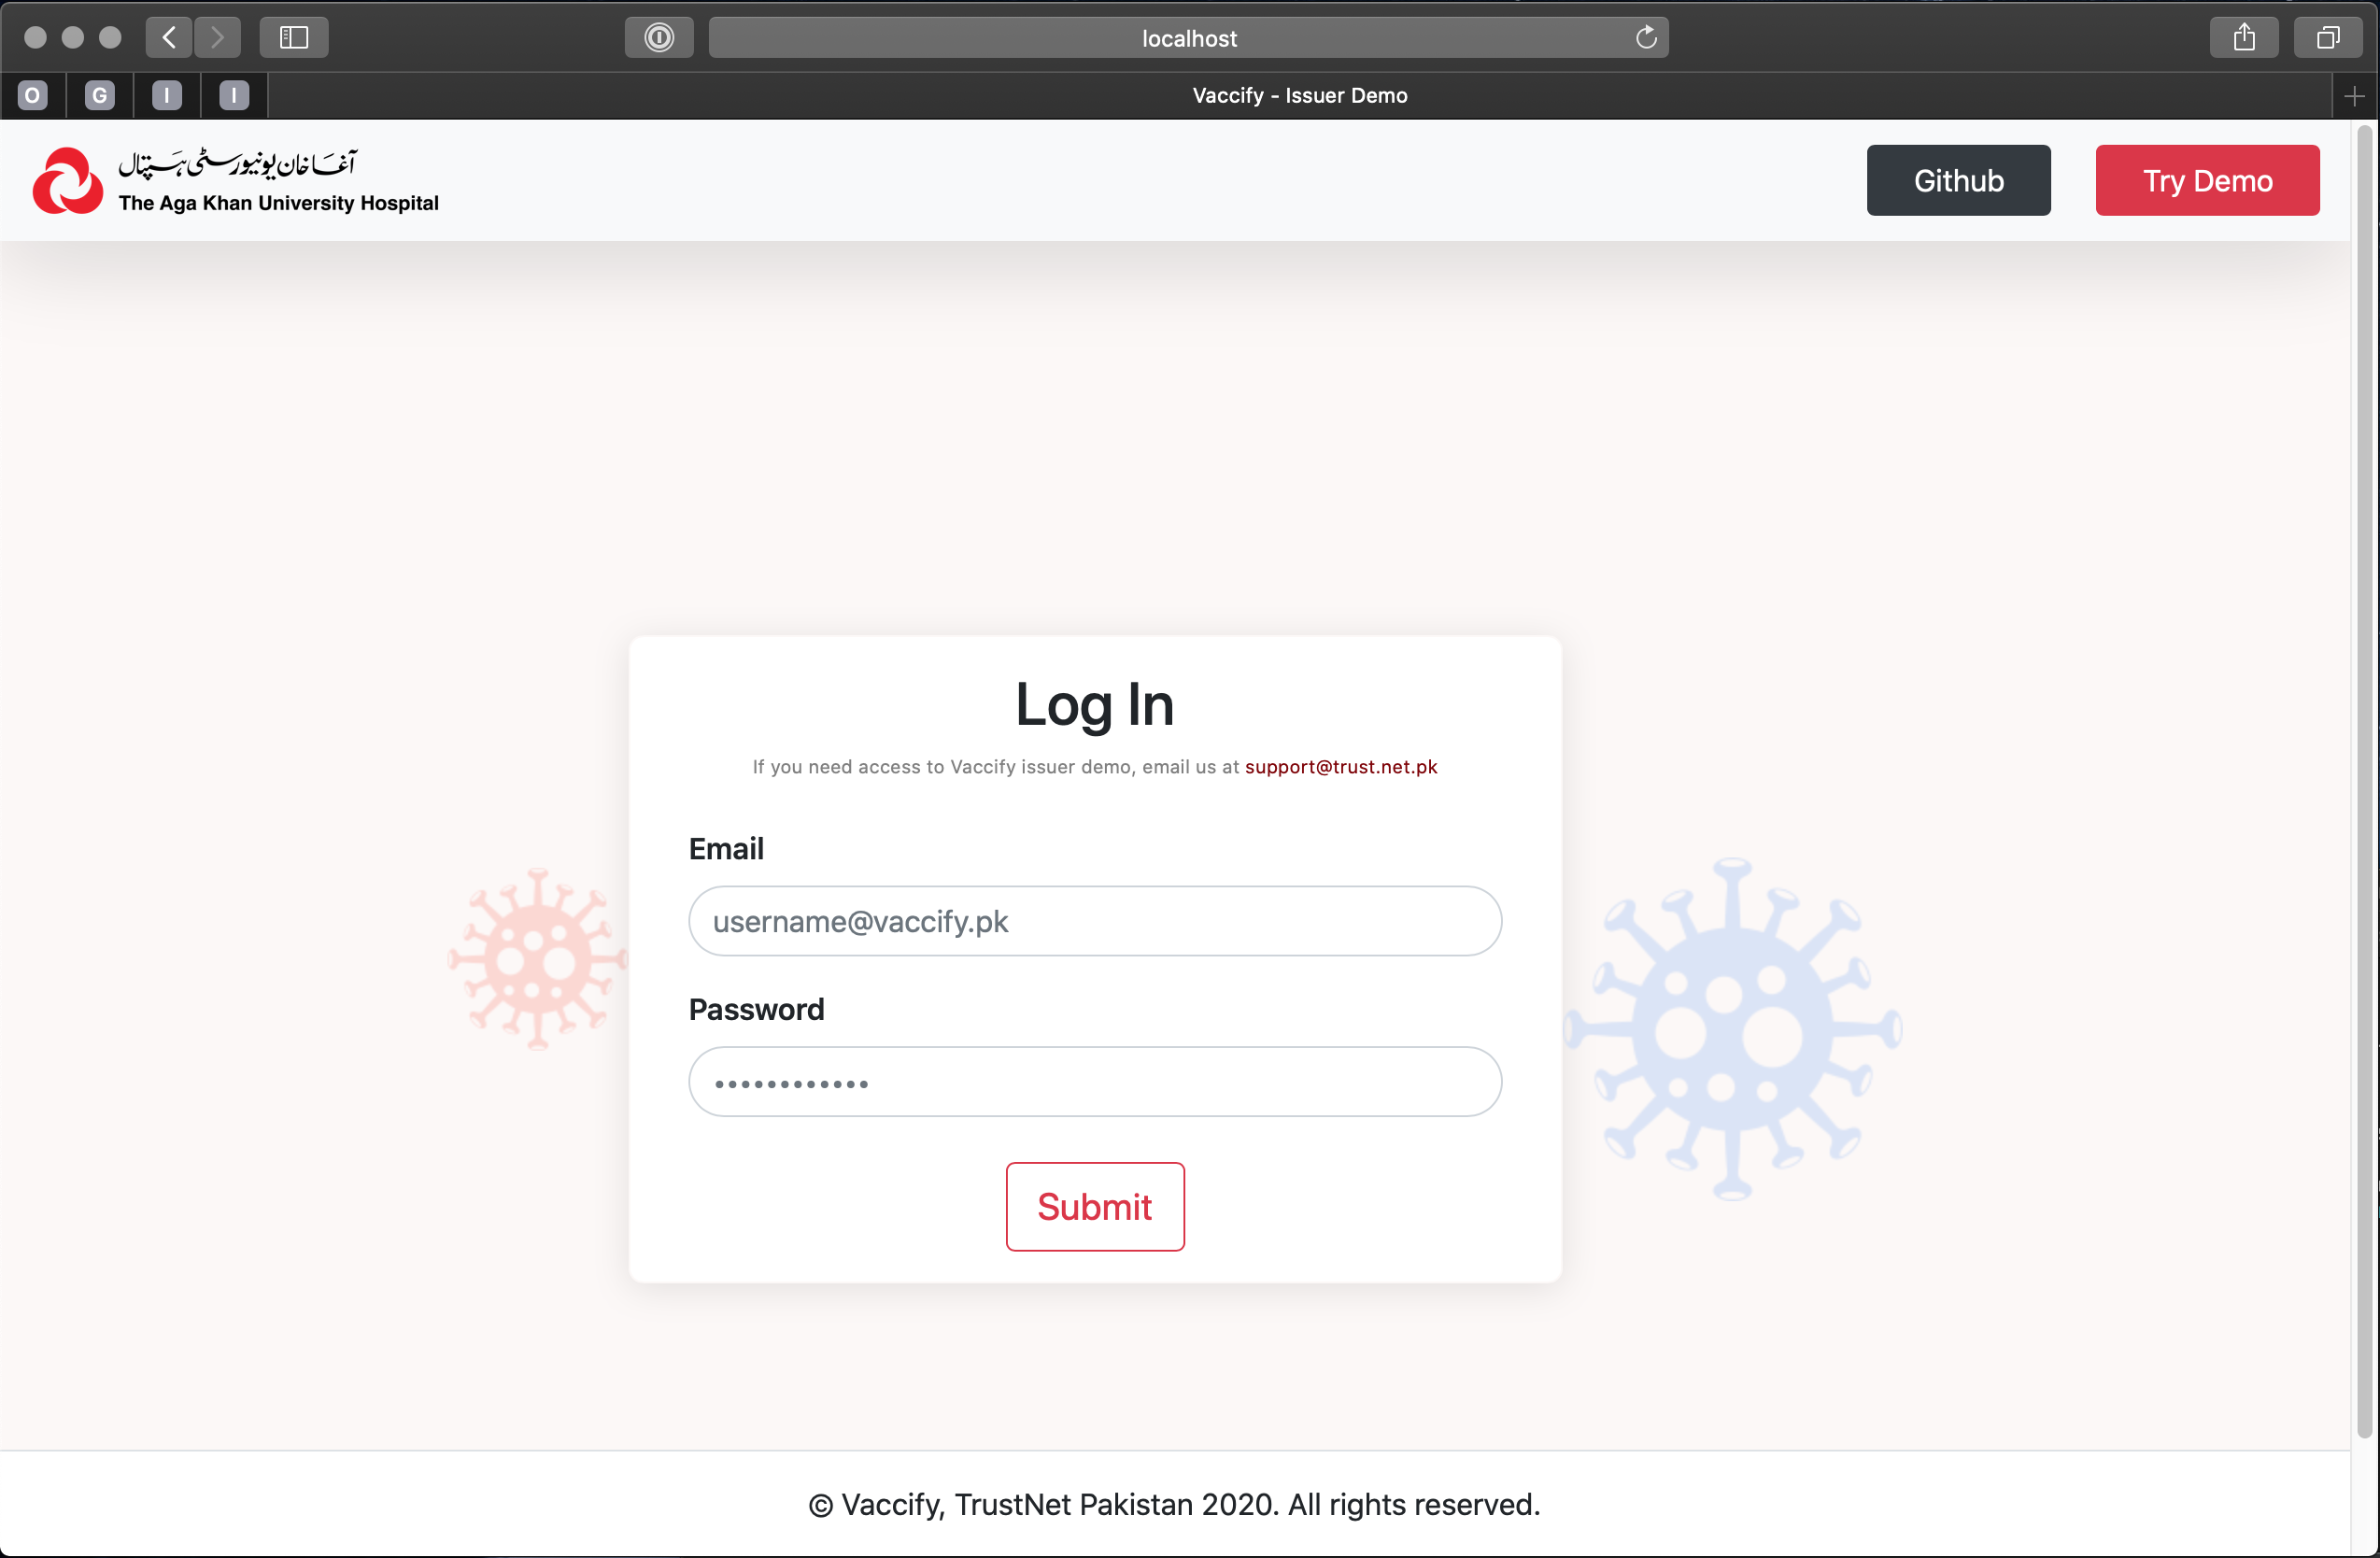 localhost
O
G
I
I
Vaccify - Issuer Demo
آغا خان یونیورسٹی ہسپتال
The Aga Khan University Hospital
Github
Try Demo
Log In
If you need access to Vaccify issuer demo, email us at support@trust.net.pk
Email
username@vaccify.pk
Password
••••••••••••
Submit
© Vaccify, TrustNet Pakistan 2020. All rights reserved.